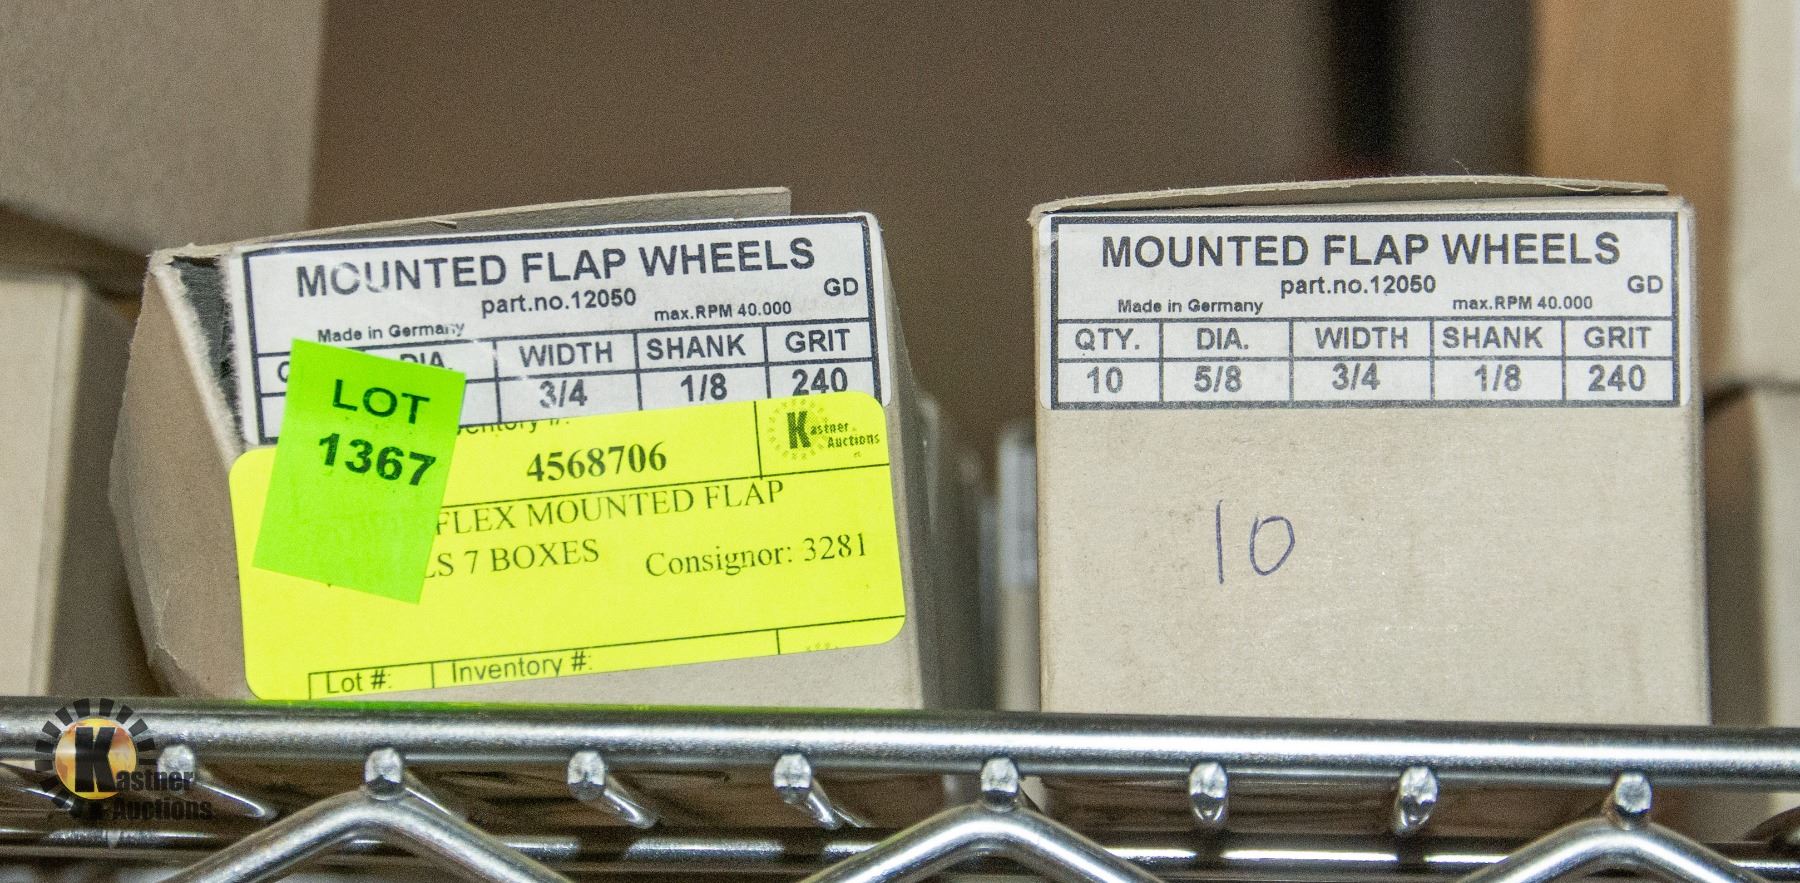 MOUNTED FLAP WHEELS
part.no.12050
GD
Made in Germany
max.RPM 40.000
DIA. WIDTH SHANK GRIT
3/4 1/8 240
LOT
1367
4568706
Kastner
Auctions
FLEX MOUNTED FLAP
LS 7 BOXES
Consignor: 3281
Lot #: Inventory #:
MOUNTED FLAP WHEELS
part.no.12050
GD
Made in Germany
max.RPM 40.000
QTY. DIA. WIDTH SHANK GRIT
10 5/8 3/4 1/8 240
10
Kastner
Auctions